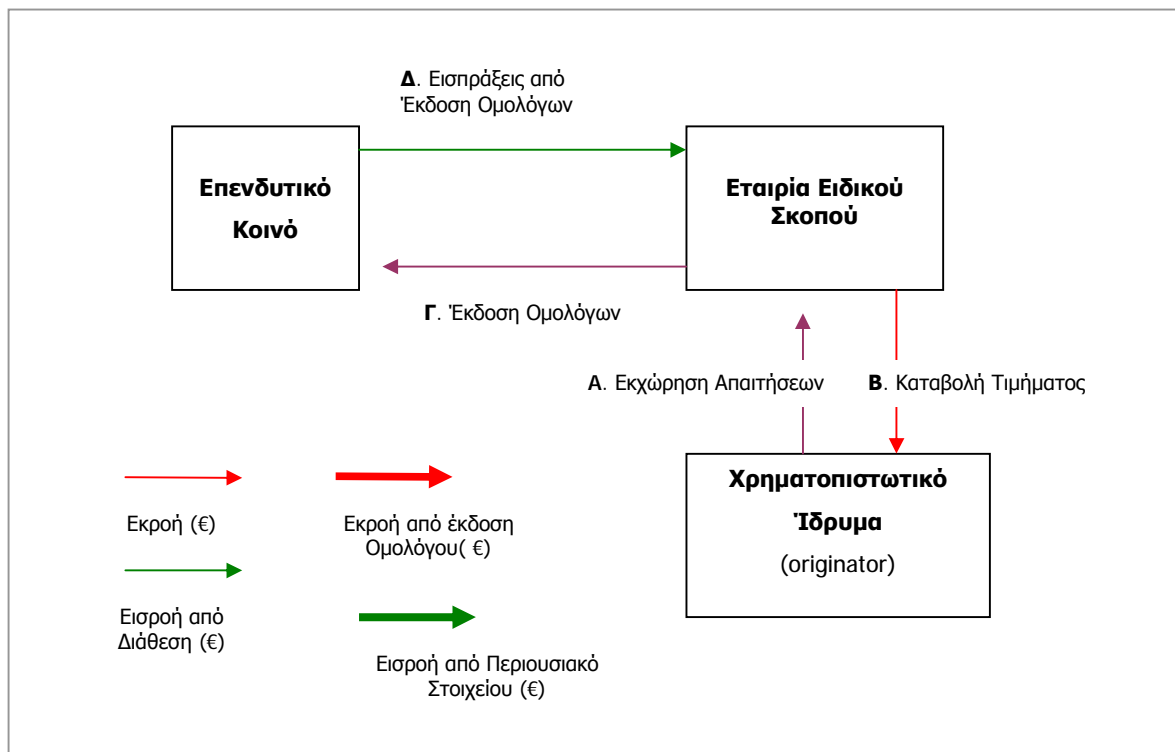 Δ. Εισπράξεις από
Έκδοση Ομολόγων
Επενδυτικό
Κοινό
Εταιρία Ειδικού
Σκοπού
Γ. Έκδοση Ομολόγων
Α. Εκχώρηση Απαιτήσεων
Β. Καταβολή Τιμήματος
Χρηματοπιστωτικό
Ίδρυμα
(originator)
Εκροή (€)
Εκροή από έκδοση
Ομολόγου( €)
Εισροή από
Διάθεση (€)
Εισροή από Περιουσιακό
Στοιχείου (€)